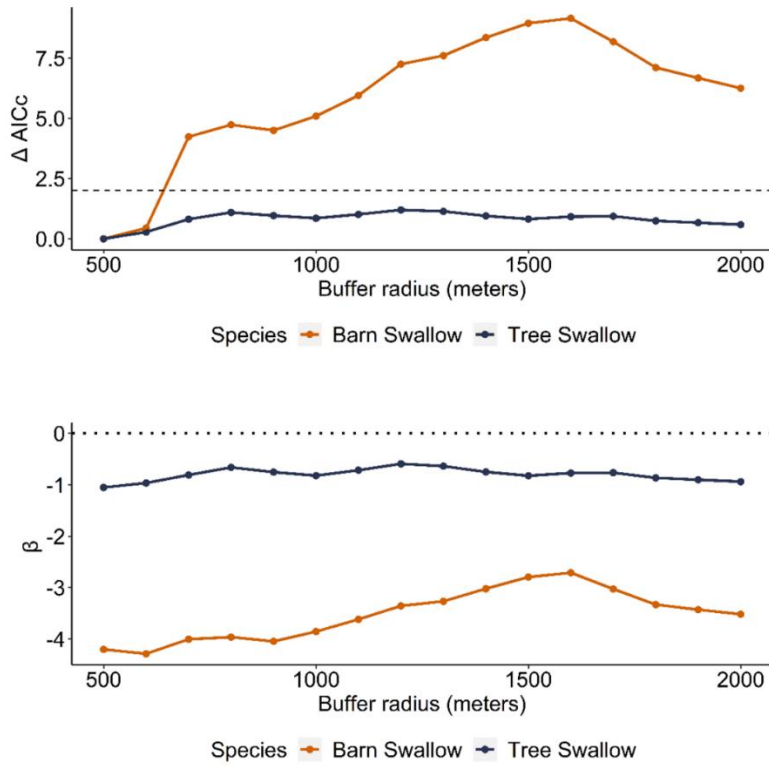 Δ AICc
7.5
5.0
2.5
0.0
500 1000 1500 2000
Buffer radius (meters)
Species Barn Swallow Tree Swallow
β
0
-1
-2
-3
-4
500 1000 1500 2000
Buffer radius (meters)
Species Barn Swallow Tree Swallow